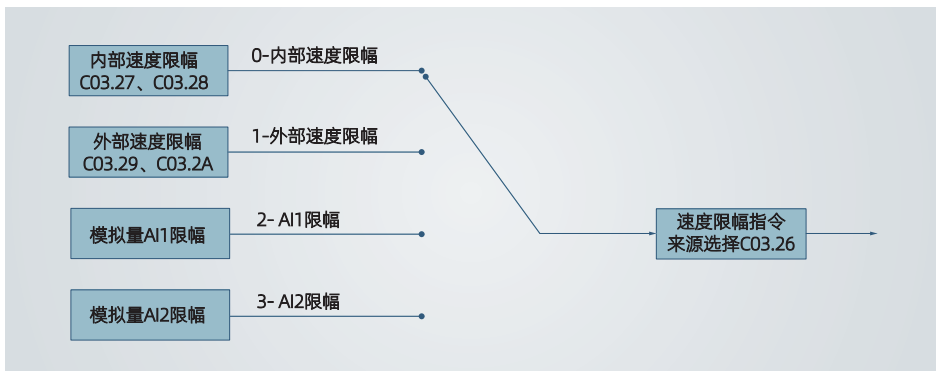 内部速度限幅
C03.27、C03.28
0-内部速度限幅
外部速度限幅
C03.29、C03.2A
1-外部速度限幅
模拟量AI1限幅
2- AI1限幅
模拟量AI2限幅
3- AI2限幅
速度限幅指令
来源选择C03.26